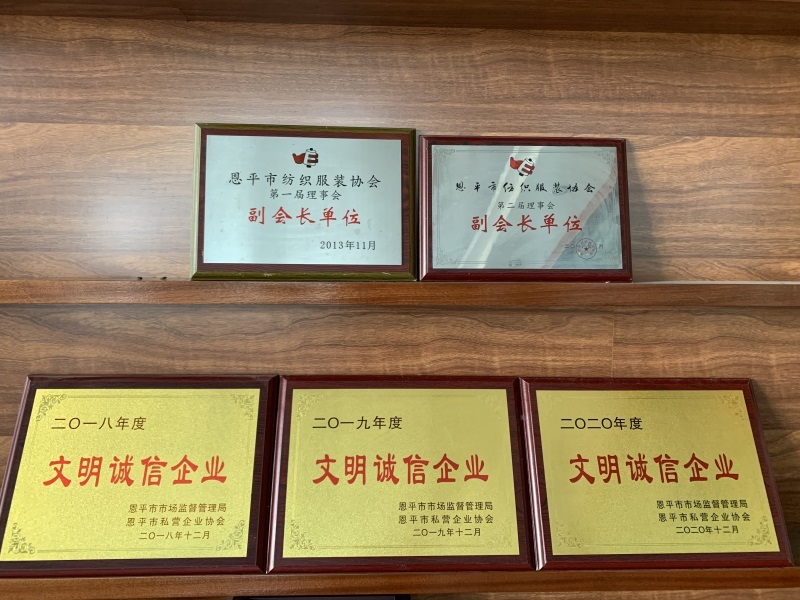 恩平市纺织服装协会
第一届理事会
副会长单位
2013年11月
恩平市纺织服装协会
第二届理事会
副会长单位
二〇一八年度
文明诚信企业
恩平市市场监督管理局
恩平市私营企业协会
二〇一八年十二月
二〇一九年度
文明诚信企业
恩平市市场监督管理局
恩平市私营企业协会
二〇一九年十二月
二〇二〇年度
文明诚信企业
恩平市市场监督管理局
恩平市私营企业协会
二〇二〇年十二月